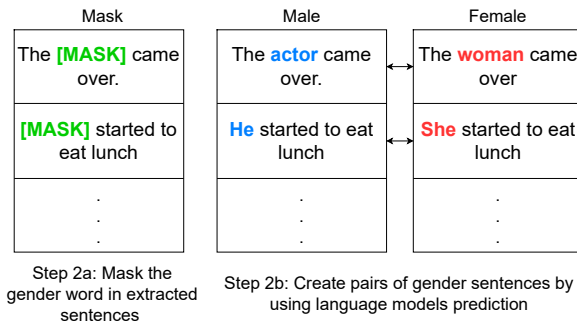 Mask
Male
Female
The [MASK] came
over.
The actor came
over.
The woman came
over
[MASK] started to
eat lunch
He started to eat
lunch
She started to eat
lunch
.
.
.
.
.
.
.
.
.
Step 2a: Mask the
gender word in extracted
sentences
Step 2b: Create pairs of gender sentences by
using language models prediction